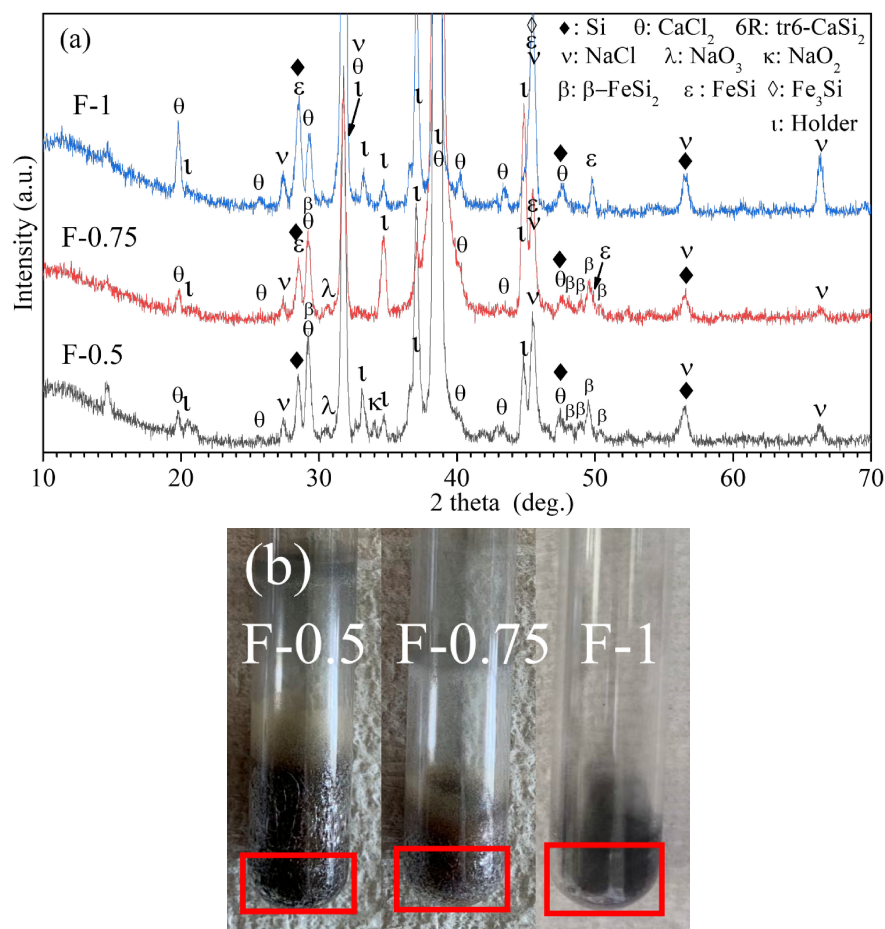 (a)
◆: Si θ: CaCl₂ 6R: tr6-CaSi₂
ν: NaCl λ: NaO₃ κ: NaO₂
β: β–FeSi₂ ε : FeSi ◊: Fe₃Si
ι: Holder
F-1
θ ι θ ν ◆ ε θ ν θ ι ι ι ι ι θ θ θ ι ◊ ε ν ◆ θ ε ν ◆ ν
F-0.75
θ ι θ ν ◆ ε β θ λ ι ι θ θ ι ε ν ◆ θ β β β ε β ν ◆ ν
F-0.5
θ ι θ ν ◆ β θ λ ι κ ι ι θ θ ι ν ◆ θ β β β β ν ◆ ν
Intensity (a.u.)
10 20 30 40 50 60 70
2 theta (deg.)
(b)
F-0.5 F-0.75 F-1